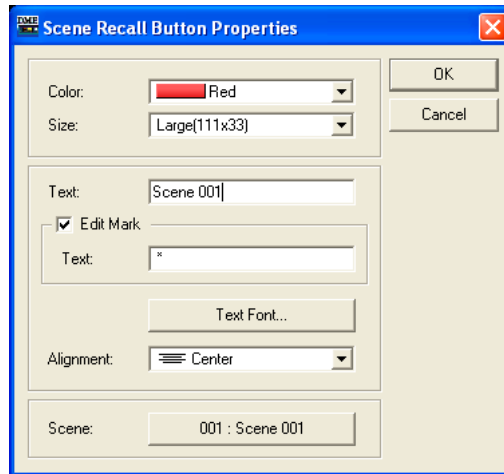 DME
Scene Recall Button Properties
Color: Red
Size: Large(111x33)
OK
Cancel
Text: Scene 001
Edit Mark
Text: *
Text Font...
Alignment: Center
Scene: 001 : Scene 001